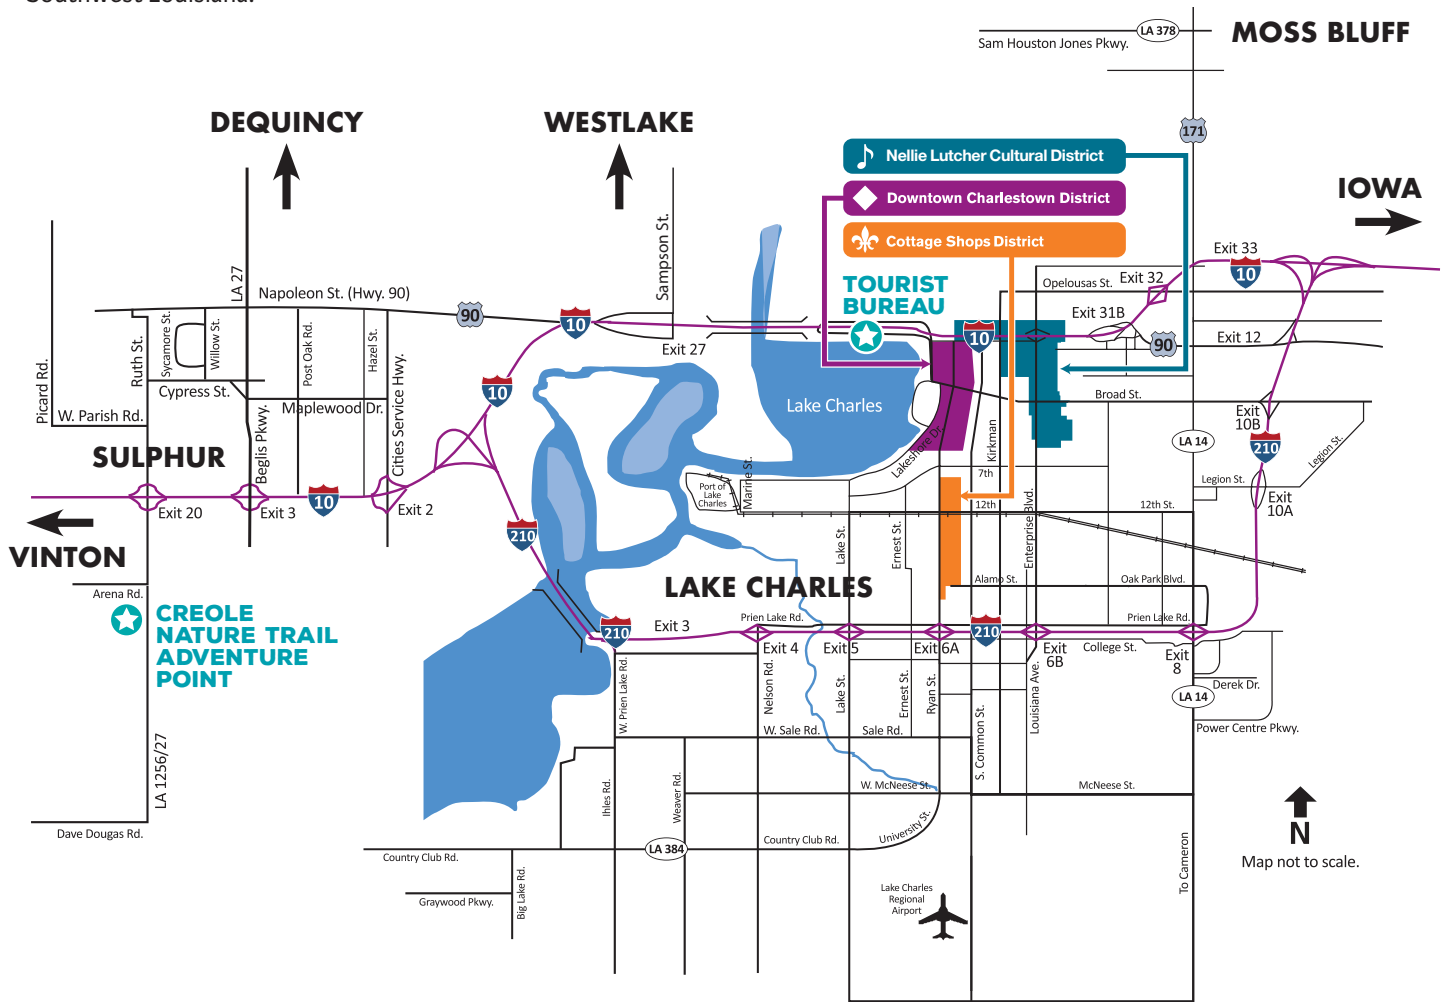 Southwest Louisiana.
LA 378
Sam Houston Jones Pkwy.
MOSS BLUFF
DEQUINCY
WESTLAKE
171
Nellie Lutcher Cultural District
Downtown Charlestown District
Cottage Shops District
IOWA
Exit 33
10
Exit 32
Opelousas St.
Exit 31B
90
Exit 12
TOURIST
BUREAU
Sampson St.
LA 27
Napoleon St. (Hwy. 90)
90
10
Exit 27
10
Picard Rd.
Ruth St.
Sycamore St.
Willow St.
Post Oak Rd.
Hazel St.
Cypress St.
Maplewood Dr.
W. Parish Rd.
Beglis Pkwy.
Cities Service Hwy.
10
Lake Charles
Lakeshore Dr.
Kirkman
Broad St.
Exit
10B
210
LA 14
Legion St.
Legion St.
Exit
10A
SULPHUR
Exit 20
Exit 3
10
Exit 2
VINTON
Port of
Lake
Charles
Marine St.
7th
12th
12th St.
Enterprise Blvd.
Lake St.
Ernest St.
210
LAKE CHARLES
Alamo St.
Oak Park Blvd.
Arena Rd.
CREOLE
NATURE TRAIL
ADVENTURE
POINT
210
Exit 3
Prien Lake Rd.
Prien Lake Rd.
210
Exit 4
Exit 5
Exit 6A
Exit
6B
College St.
Exit
8
Derek Dr.
LA 14
Power Centre Pkwy.
W. Prien Lake Rd.
Nelson Rd.
Lake St.
Ernest St.
Ryan St.
S. Common St.
Louisiana Ave.
W. Sale Rd.
Sale Rd.
LA 1256/27
Ihles Rd.
Weaver Rd.
W. McNeese St.
McNeese St.
University St.
Dave Dougas Rd.
Country Club Rd.
LA 384
Country Club Rd.
Graywood Pkwy.
Big Lake Rd.
Lake Charles
Regional
Airport
To Cameron
N
Map not to scale.